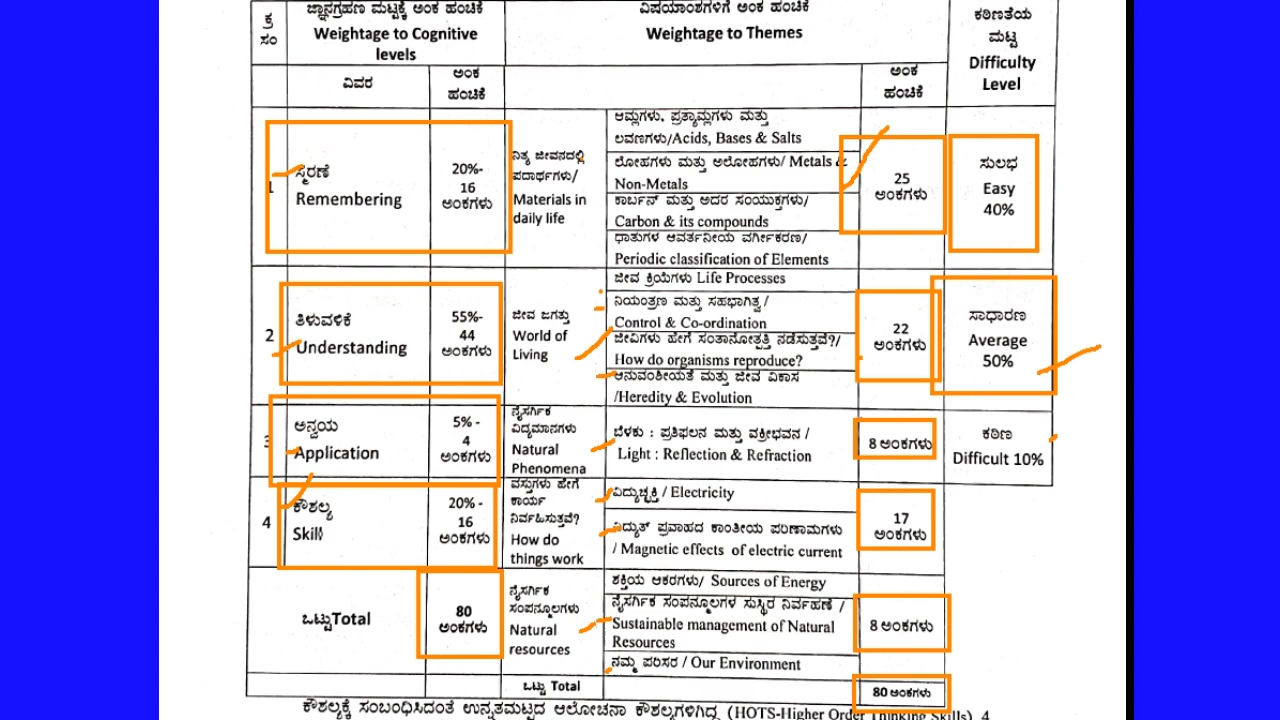 ಕ್ರ
ಸಂ
ಜ್ಞಾನಗ್ರಹಣ ಮಟ್ಟಕ್ಕೆ ಅಂಕ ಹಂಚಿಕೆ
Weightage to Cognitive
levels
ವಿಷಯಾಂಶಗಳಿಗೆ ಅಂಕ ಹಂಚಿಕೆ
Weightage to Themes
ಕಠಿಣತೆಯ
ಮಟ್ಟ
Difficulty
Level
ವಿವರ
ಅಂಕ
ಹಂಚಿಕೆ
ಅಂಕ
ಹಂಚಿಕೆ
1
ಸ್ಮರಣೆ
Remembering
20%-
16
ಅಂಕಗಳು
ನಿತ್ಯ ಜೀವನದಲ್ಲಿ
ಪದಾರ್ಥಗಳು/
Materials in
daily life
ಆಮ್ಲಗಳು, ಪ್ರತ್ಯಾಮ್ಲಗಳು ಮತ್ತು
ಲವಣಗಳು/Acids, Bases & Salts
ಲೋಹಗಳು ಮತ್ತು ಅಲೋಹಗಳು/ Metals &
Non-Metals
ಕಾರ್ಬನ್ ಮತ್ತು ಅದರ ಸಂಯುಕ್ತಗಳು/
Carbon & its compounds
ಧಾತುಗಳ ಆವರ್ತನೀಯ ವರ್ಗೀಕರಣ/
Periodic classification of Elements
25
ಅಂಕಗಳು
ಸುಲಭ
Easy
40%
2
ತಿಳುವಳಿಕೆ
Understanding
55%-
44
ಅಂಕಗಳು
ಜೀವ ಜಗತ್ತು
World of
Living
ಜೀವ ಕ್ರಿಯೆಗಳು Life Processes
ನಿಯಂತ್ರಣ ಮತ್ತು ಸಹಭಾಗಿತ್ವ /
Control & Co-ordination
ಜೀವಿಗಳು ಹೇಗೆ ಸಂತಾನೋತ್ಪತ್ತಿ ನಡೆಸುತ್ತವೆ?/
How do organisms reproduce?
ಆನುವಂಶೀಯತೆ ಮತ್ತು ಜೀವ ವಿಕಾಸ
/Heredity & Evolution
22
ಅಂಕಗಳು
ಸಾಧಾರಣ
Average
50%
3
ಅನ್ವಯ
Application
5% -
4
ಅಂಕಗಳು
ನೈಸರ್ಗಿಕ
ವಿದ್ಯಮಾನಗಳು
Natural
Phenomena
ಬೆಳಕು : ಪ್ರತಿಫಲನ ಮತ್ತು ವಕ್ರೀಭವನ /
Light : Reflection & Refraction
8 ಅಂಕಗಳು
ಕಠಿಣ
Difficult 10%
4
ಕೌಶಲ್ಯ
Skill
20% -
16
ಅಂಕಗಳು
ವಸ್ತುಗಳು ಹೇಗೆ
ಕಾರ್ಯ
ನಿರ್ವಹಿಸುತ್ತವೆ?
How do
things work
ವಿದ್ಯುಚ್ಛಕ್ತಿ / Electricity
ವಿದ್ಯುತ್ ಪ್ರವಾಹದ ಕಾಂತೀಯ ಪರಿಣಾಮಗಳು
/ Magnetic effects of electric current
17
ಅಂಕಗಳು
ಒಟ್ಟು Total
80
ಅಂಕಗಳು
ನೈಸರ್ಗಿಕ
ಸಂಪನ್ಮೂಲಗಳು
Natural
resources
ಶಕ್ತಿಯ ಆಕರಗಳು/ Sources of Energy
ನೈಸರ್ಗಿಕ ಸಂಪನ್ಮೂಲಗಳ ಸುಸ್ಥಿರ ನಿರ್ವಹಣೆ /
Sustainable management of Natural
Resources
ನಮ್ಮ ಪರಿಸರ / Our Environment
8 ಅಂಕಗಳು
ಒಟ್ಟು Total
80 ಅಂಕಗಳು
ಕೌಶಲ್ಯಕ್ಕೆ ಸಂಬಂಧಿಸಿದಂತೆ ಉನ್ನತಮಟ್ಟದ ಆಲೋಚನಾ ಕೌಶಲ್ಯಗಳಿಗಿದ್ದ (HOTS-Higher Order Thinking Skills) 4